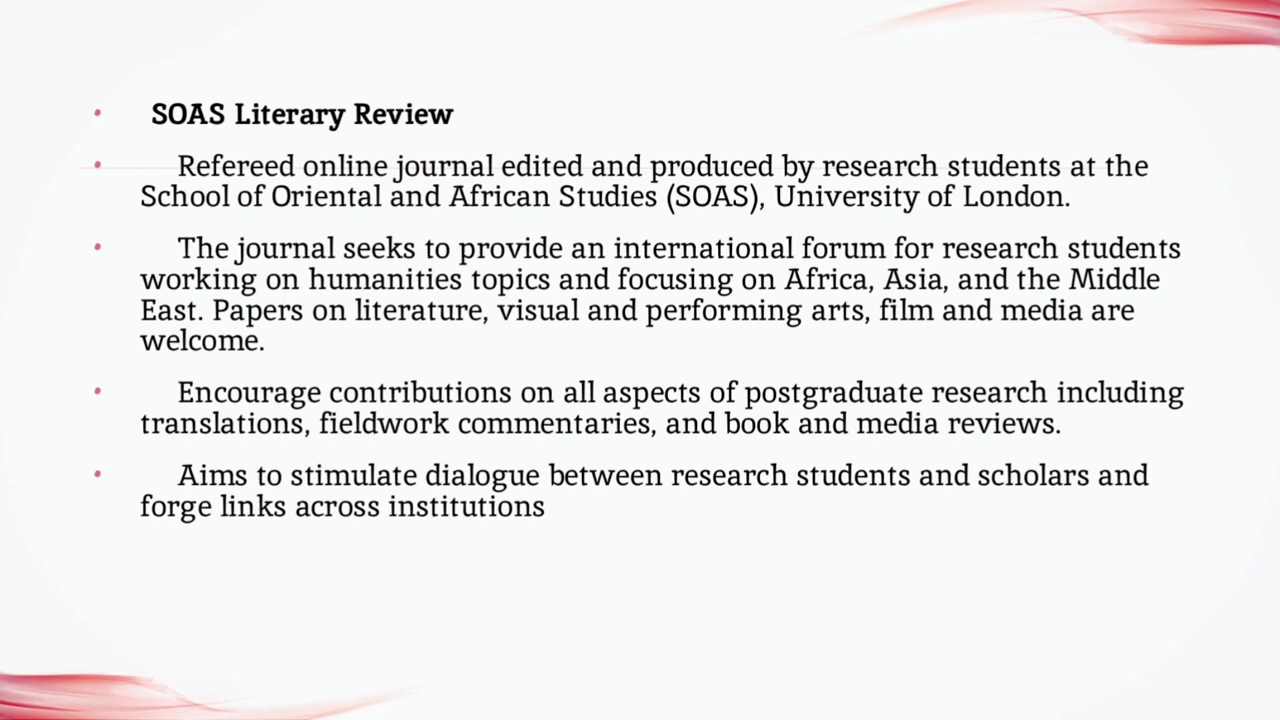 • SOAS Literary Review
• Refereed online journal edited and produced by research students at the
School of Oriental and African Studies (SOAS), University of London.
• The journal seeks to provide an international forum for research students
working on humanities topics and focusing on Africa, Asia, and the Middle
East. Papers on literature, visual and performing arts, film and media are
welcome.
• Encourage contributions on all aspects of postgraduate research including
translations, fieldwork commentaries, and book and media reviews.
• Aims to stimulate dialogue between research students and scholars and
forge links across institutions